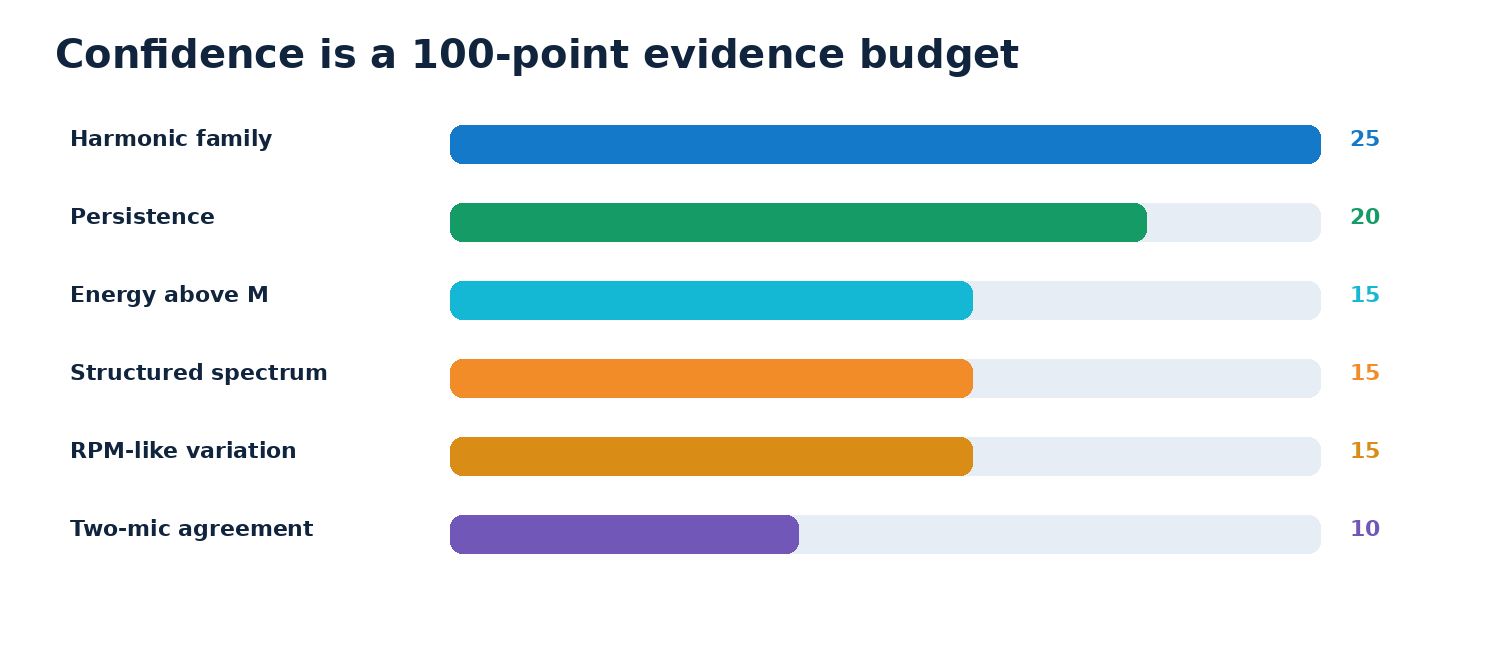 Confidence is a 100-point evidence budget
Harmonic family 25
Persistence 20
Energy above M 15
Structured spectrum 15
RPM-like variation 15
Two-mic agreement 10